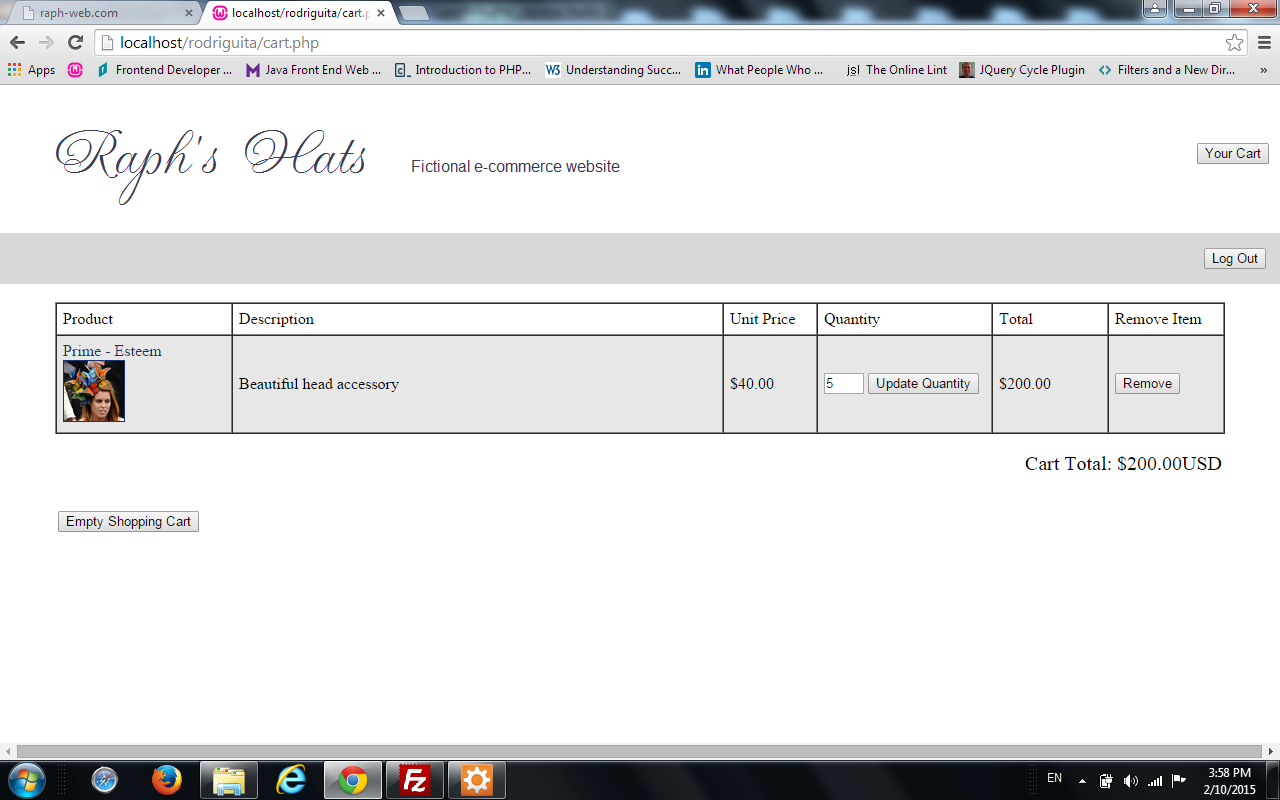 raph-web.com
localhost/rodriguita/cart.p
localhost/rodriguita/cart.php
Apps
Frontend Developer ...
Java Front End Web ...
Introduction to PHP...
Understanding Succ...
What People Who ...
The Online Lint
JQuery Cycle Plugin
Filters and a New Dir...
»
Raph's Hats
Fictional e-commerce website
Your Cart
Log Out
Product Description Unit Price Quantity Total Remove Item
Prime - Esteem
Beautiful head accessory $40.00 5 Update Quantity $200.00 Remove
Cart Total: $200.00USD
Empty Shopping Cart
EN
3:58 PM
2/10/2015